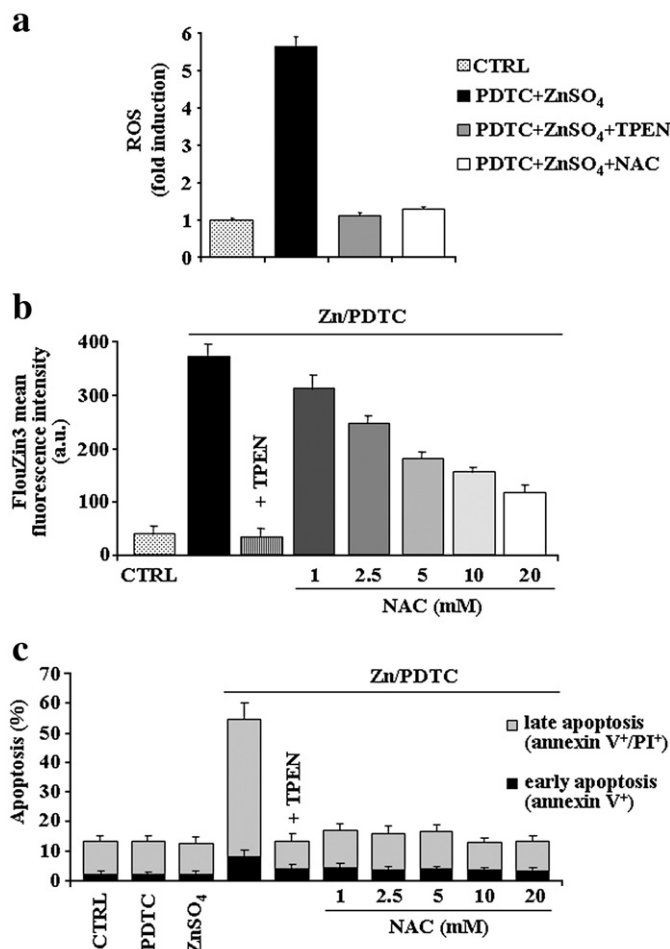 a
ROS
(fold induction)
6
5
4
3
2
1
0
CTRL
PDTC+ZnSO4
PDTC+ZnSO4+TPEN
PDTC+ZnSO4+NAC
b
Zn/PDTC
FlouZin3 mean
fluorescence intensity
(a.u.)
400
300
200
100
0
+ TPEN
CTRL
1 2.5 5 10 20
NAC (mM)
c
Zn/PDTC
Apoptosis (%)
70
60
50
40
30
20
10
0
+ TPEN
late apoptosis
(annexin V+/PI+)
early apoptosis
(annexin V+)
CTRL
PDTC
ZnSO4
1 2.5 5 10 20
NAC (mM)